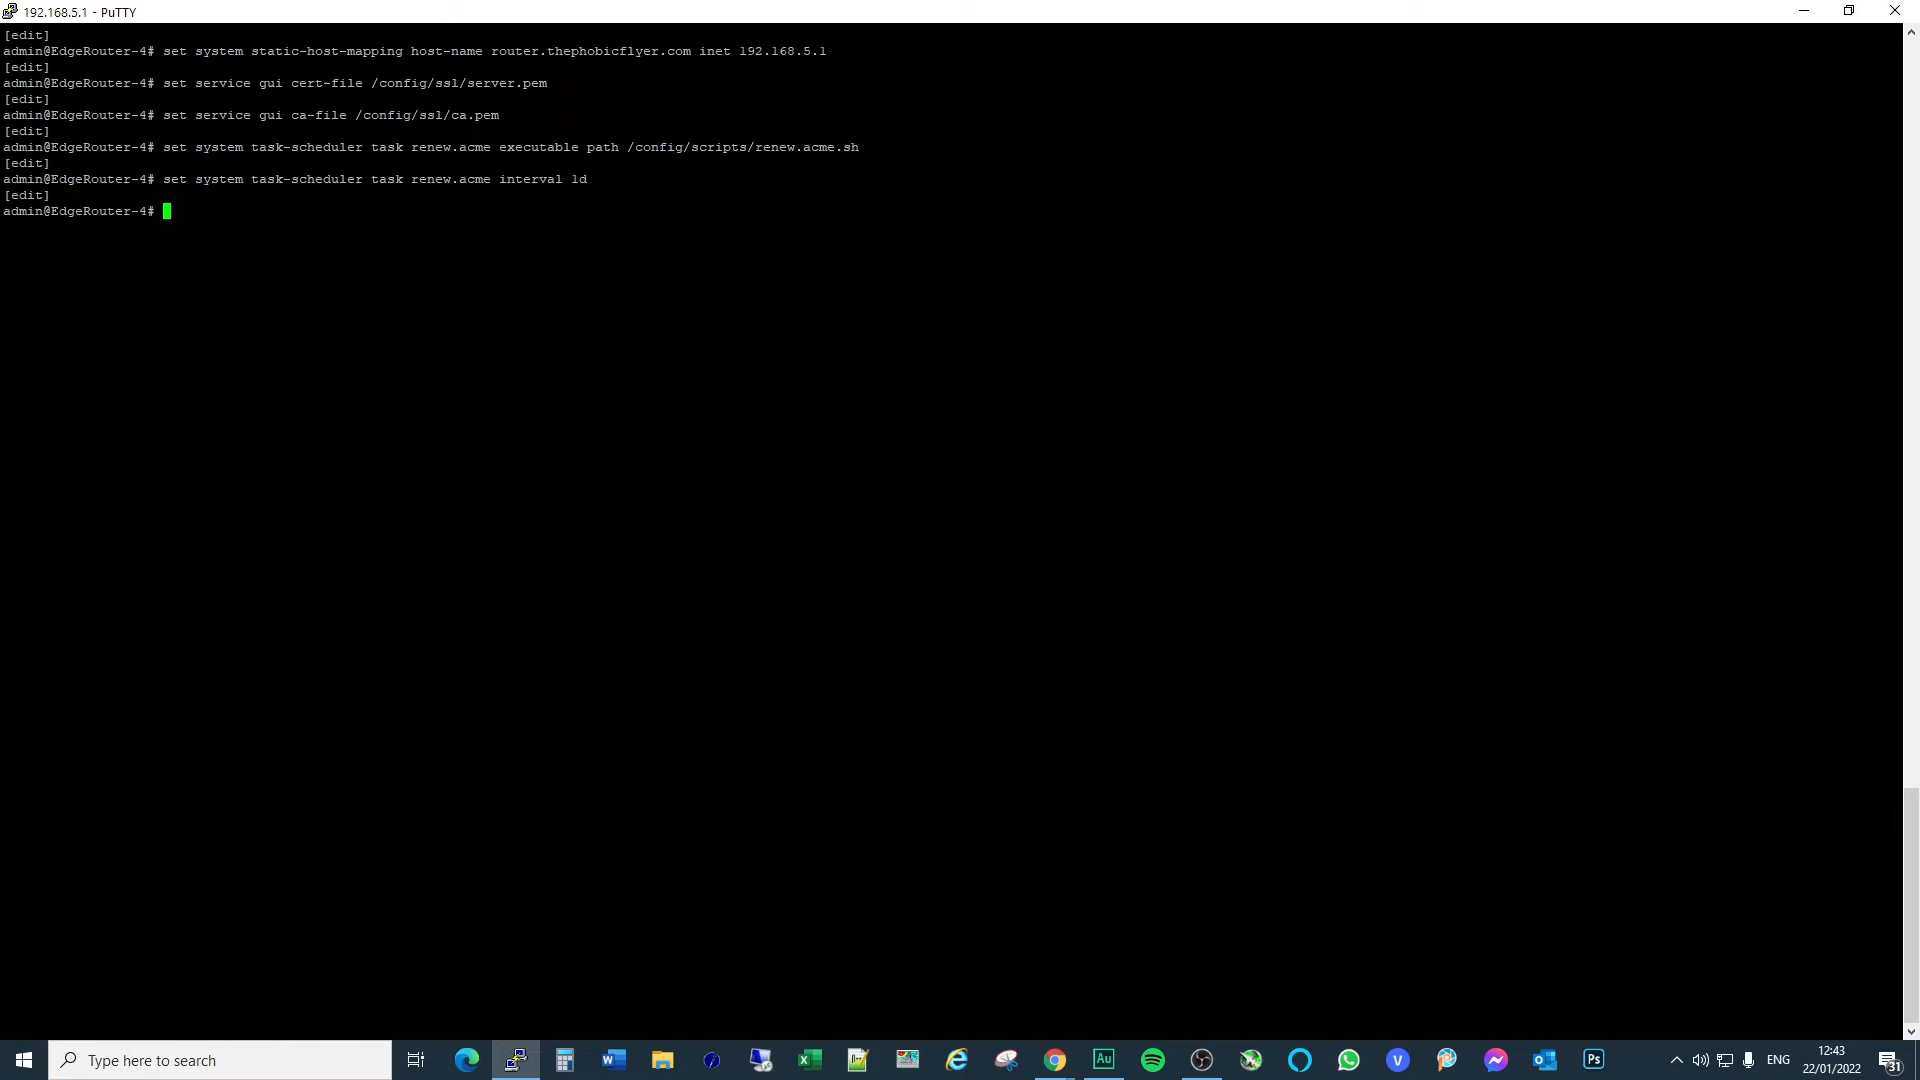 192.168.5.1 - PuTTY
[edit]
admin@EdgeRouter-4# set system static-host-mapping host-name router.thephobicflyer.com inet 192.168.5.1
[edit]
admin@EdgeRouter-4# set service gui cert-file /config/ssl/server.pem
[edit]
admin@EdgeRouter-4# set service gui ca-file /config/ssl/ca.pem
[edit]
admin@EdgeRouter-4# set system task-scheduler task renew.acme executable path /config/scripts/renew.acme.sh
[edit]
admin@EdgeRouter-4# set system task-scheduler task renew.acme interval 1d
[edit]
admin@EdgeRouter-4#
Type here to search
Au
Ps
ENG
12:43
22/01/2022
31